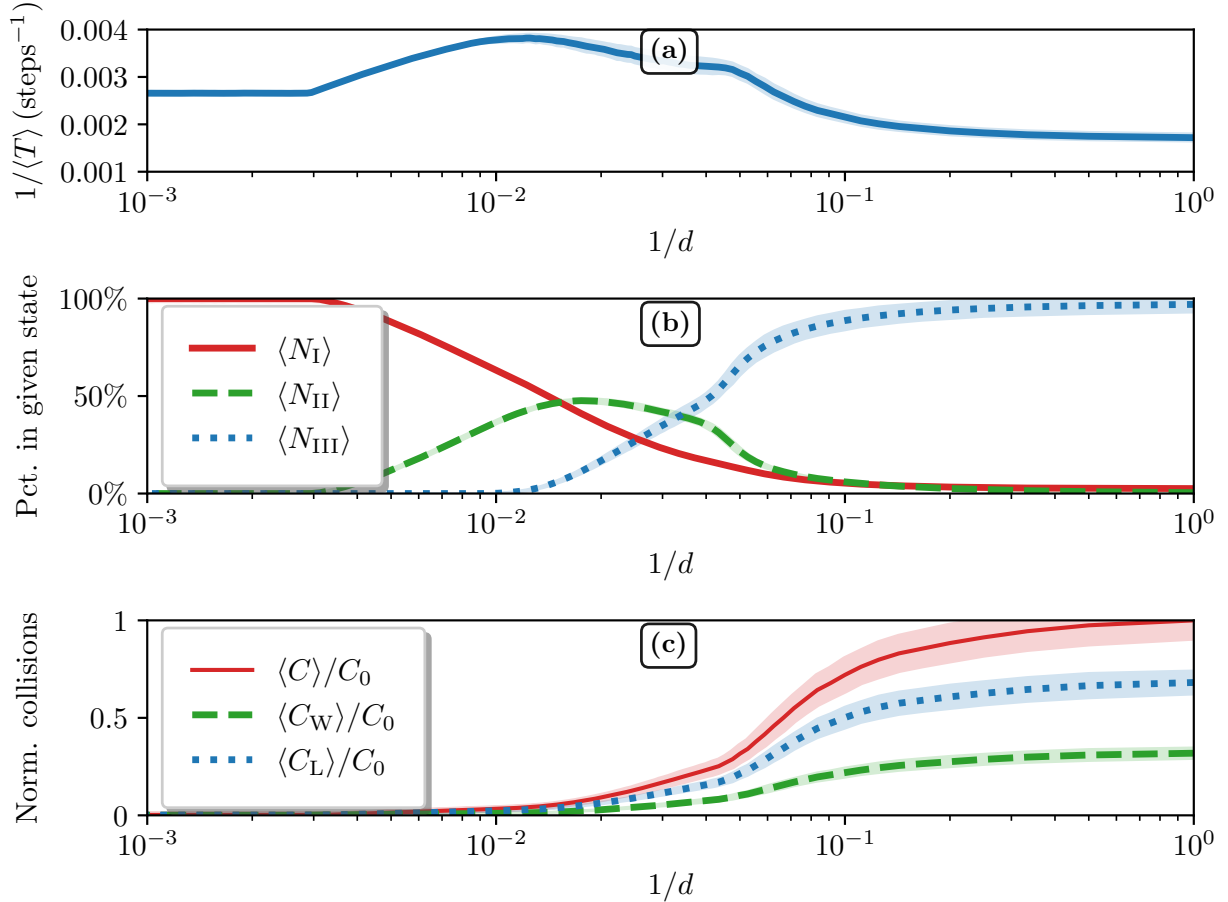 (a)
1/⟨T⟩ (steps⁻¹)
0.004
0.003
0.002
0.001
10⁻³ 10⁻² 10⁻¹ 10⁰
1/d
(b)
Pct. in given state
100%
50%
0%
⟨N_I⟩
⟨N_II⟩
⟨N_III⟩
10⁻³ 10⁻² 10⁻¹ 10⁰
1/d
(c)
Norm. collisions
1
0.5
0
⟨C⟩/C₀
⟨C_W⟩/C₀
⟨C_L⟩/C₀
10⁻³ 10⁻² 10⁻¹ 10⁰
1/d